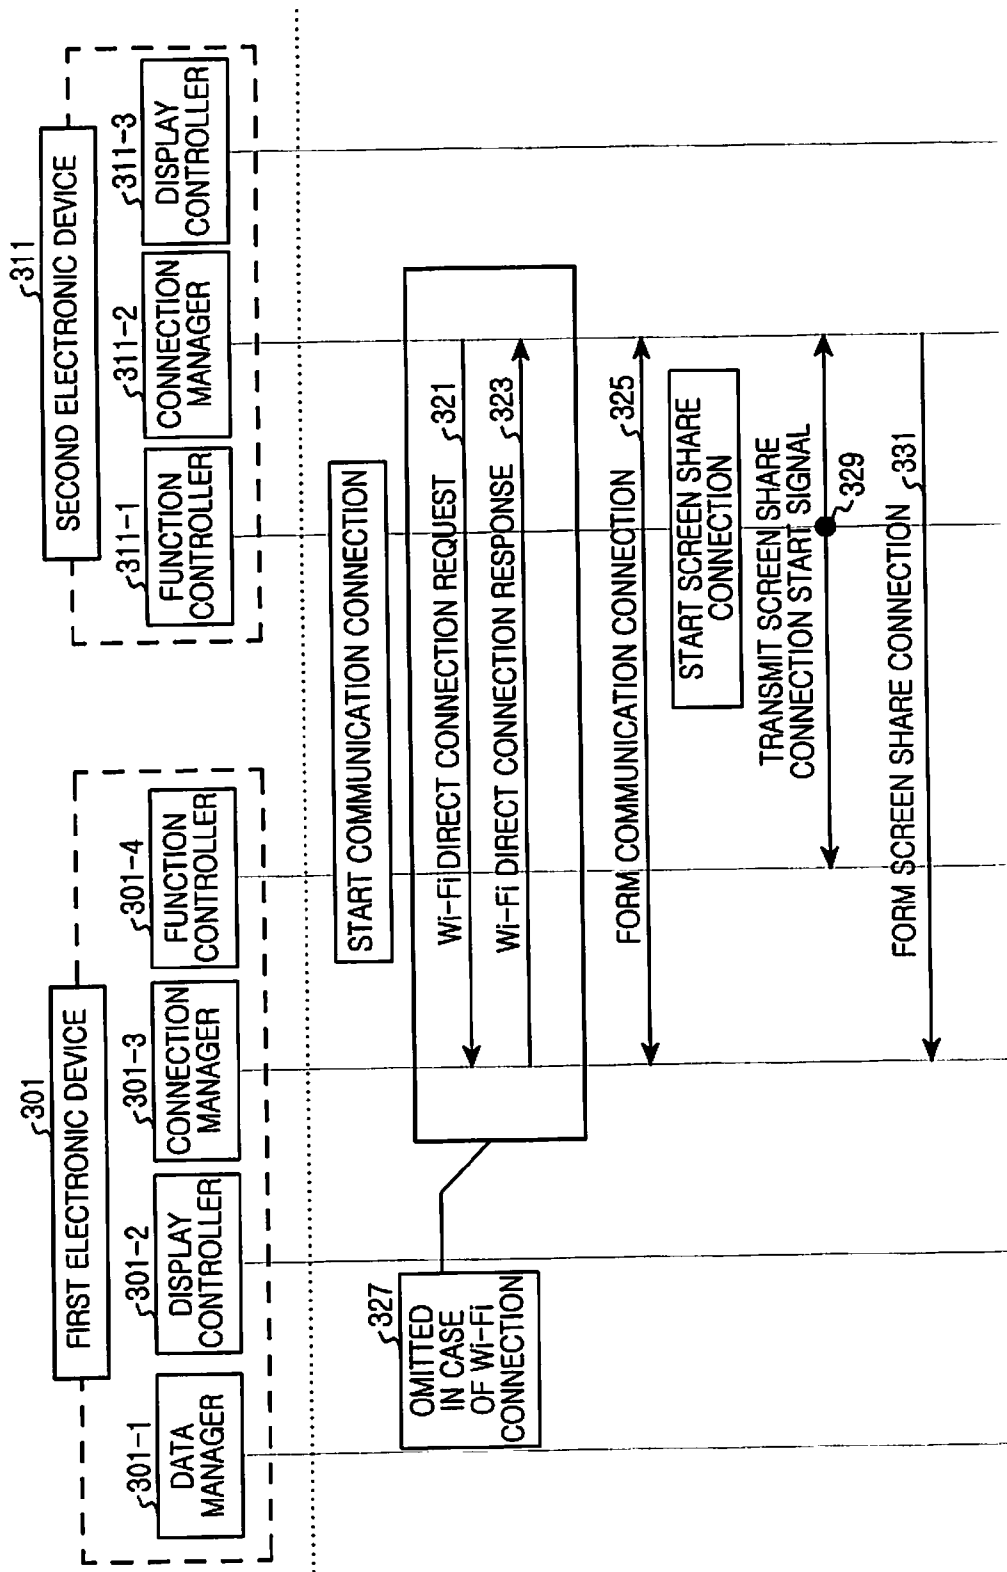 301
FIRST ELECTRONIC DEVICE
301-1
DATA
MANAGER
301-2
DISPLAY
CONTROLLER
301-3
CONNECTION
MANAGER
301-4
FUNCTION
CONTROLLER
311
SECOND ELECTRONIC DEVICE
311-1
FUNCTION
CONTROLLER
311-2
CONNECTION
MANAGER
311-3
DISPLAY
CONTROLLER
START COMMUNICATION CONNECTION
327
OMITTED
IN CASE
OF Wi-Fi
CONNECTION
Wi-Fi DIRECT CONNECTION REQUEST 321
Wi-Fi DIRECT CONNECTION RESPONSE 323
FORM COMMUNICATION CONNECTION 325
START SCREEN SHARE
CONNECTION
TRANSMIT SCREEN SHARE
CONNECTION START SIGNAL
329
FORM SCREEN SHARE CONNECTION 331